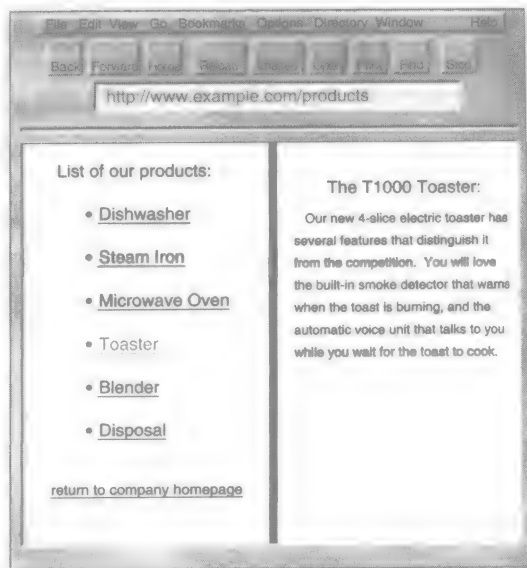 File Edit View Go Bookmarks Options Directory Window Help
Back Forward Home Reload Images Open Print Find Stop
http://www.example.com/products
List of our products:
• Dishwasher
• Steam Iron
• Microwave Oven
• Toaster
• Blender
• Disposal
return to company homepage
The T1000 Toaster:
Our new 4-slice electric toaster has
several features that distinguish it
from the competition. You will love
the built-in smoke detector that warns
when the toast is burning, and the
automatic voice unit that talks to you
while you wait for the toast to cook.